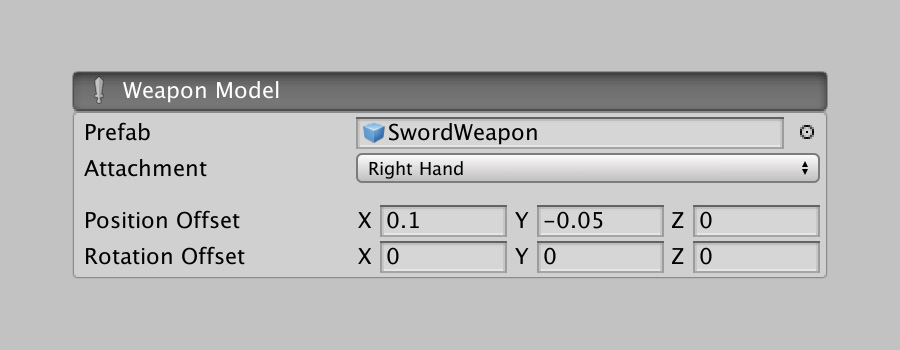 Weapon Model
Prefab SwordWeapon
Attachment Right Hand
Position Offset X 0.1 Y -0.05 Z 0
Rotation Offset X 0 Y 0 Z 0